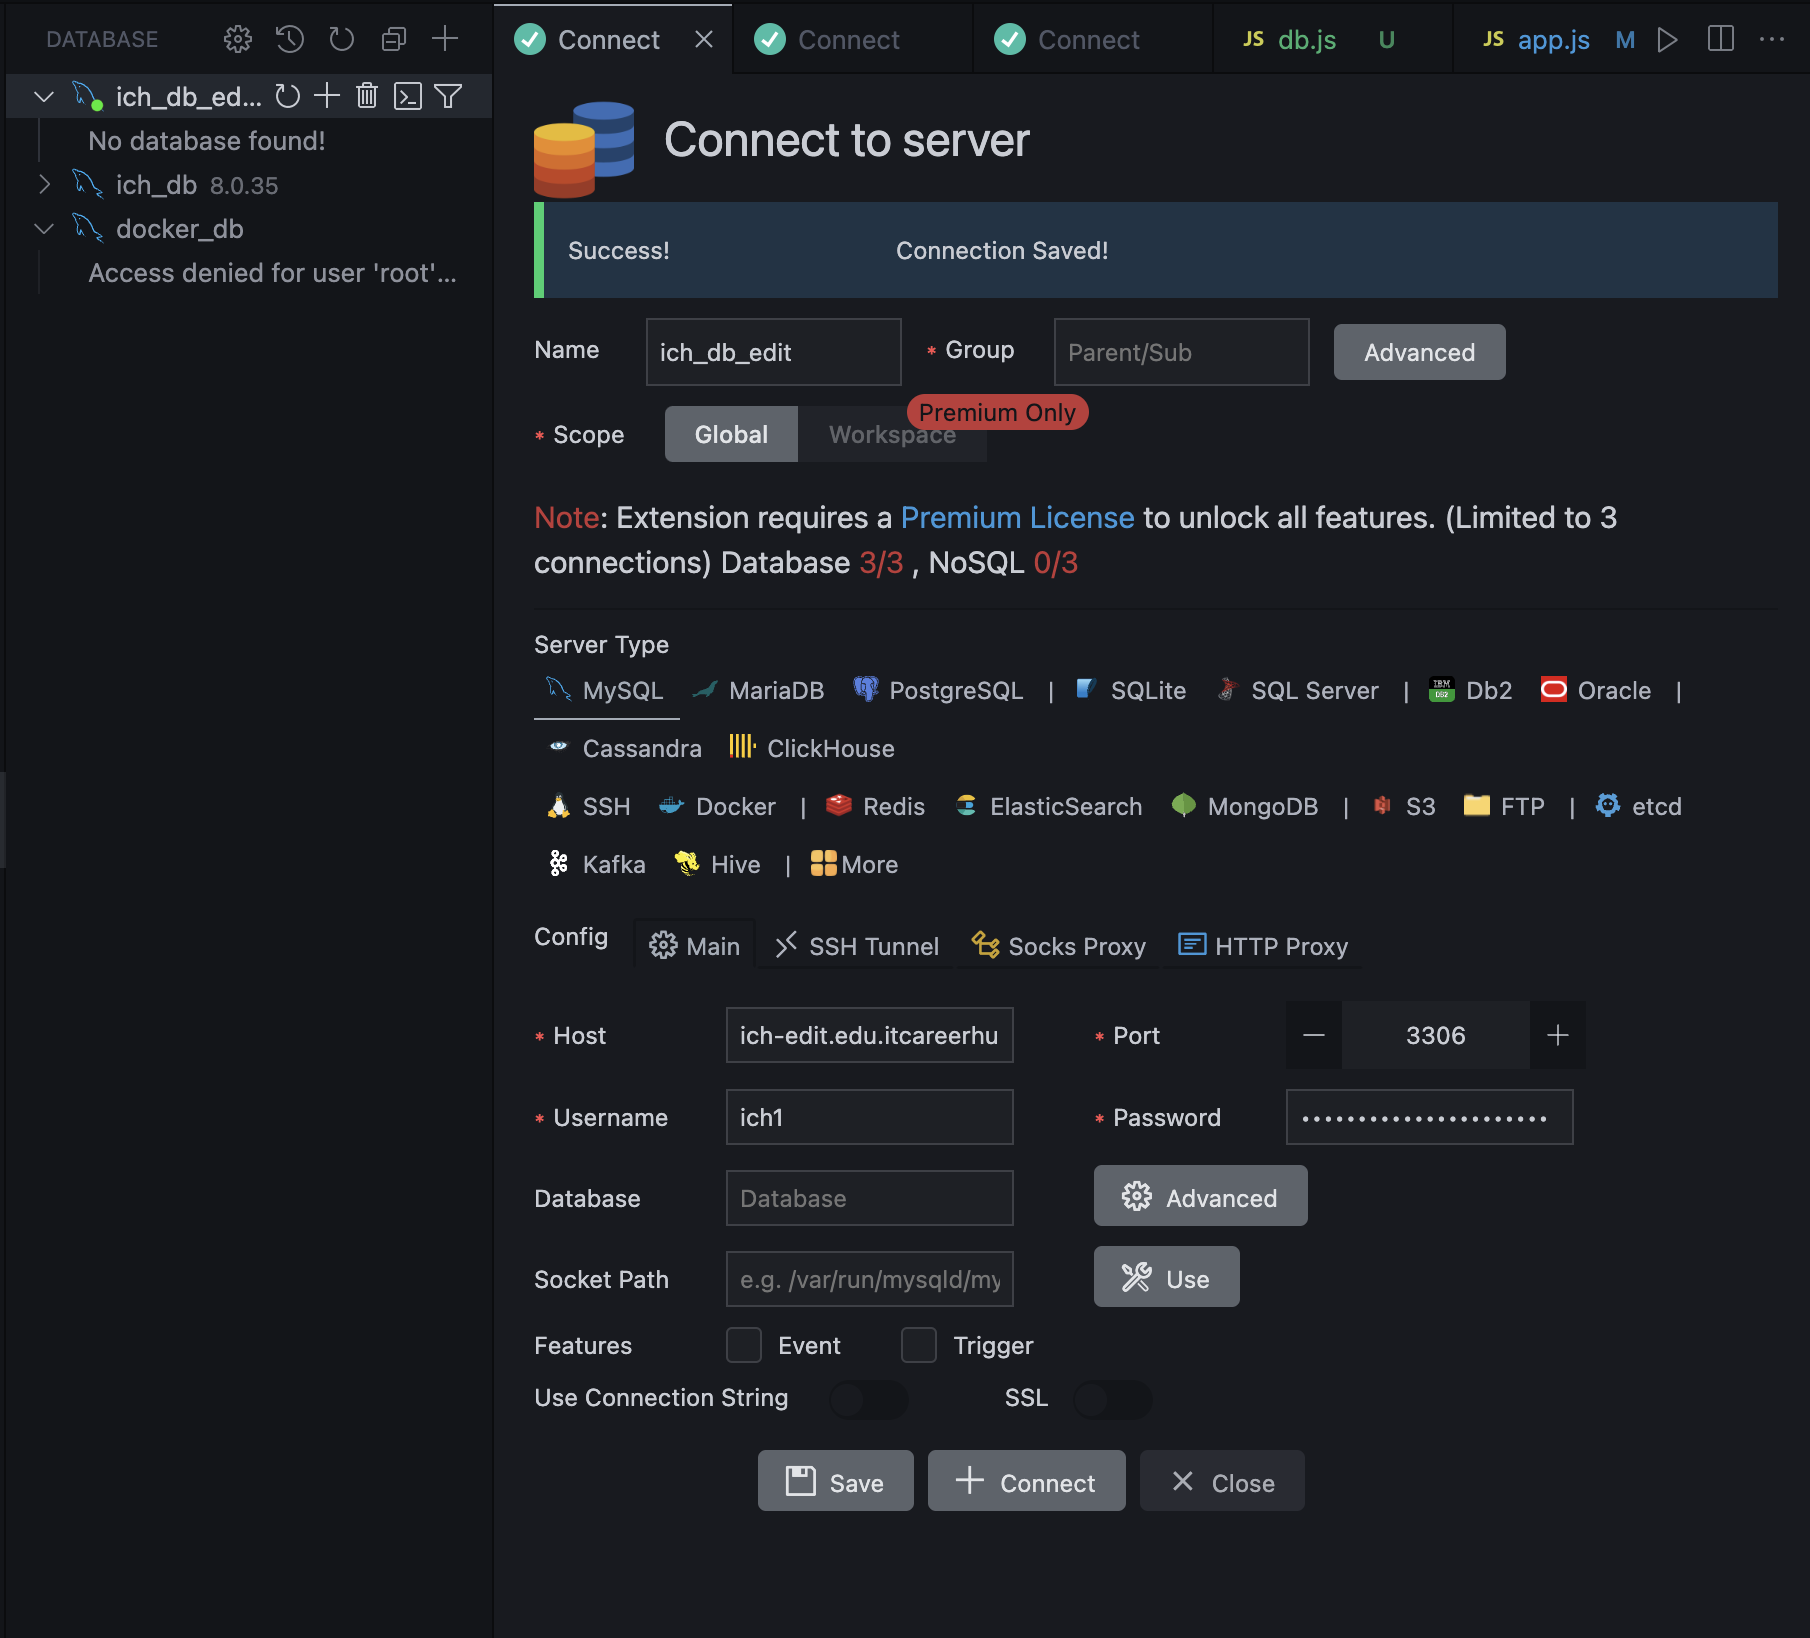 DATABASE
ich_db_ed...
No database found!
ich_db 8.0.35
docker_db
Access denied for user 'root'...
Connect
Connect
Connect
JS db.js U
JS app.js M
Connect to server
Success! Connection Saved!
Name ich_db_edit * Group Parent/Sub Advanced
Premium Only
* Scope Global Workspace
Note: Extension requires a Premium License to unlock all features. (Limited to 3
connections) Database 3/3 , NoSQL 0/3
Server Type
MySQL MariaDB PostgreSQL | SQLite SQL Server | IBM DB2 Db2 Oracle |
Cassandra ClickHouse
SSH Docker | Redis ElasticSearch MongoDB | S3 FTP | etcd
Kafka Hive | More
Config Main SSH Tunnel Socks Proxy HTTP Proxy
* Host ich-edit.edu.itcareerhu * Port 3306
* Username ich1 * Password ••••••••••••••••••••••
Database Database Advanced
Socket Path e.g. /var/run/mysqld/my Use
Features Event Trigger
Use Connection String SSL
Save Connect Close